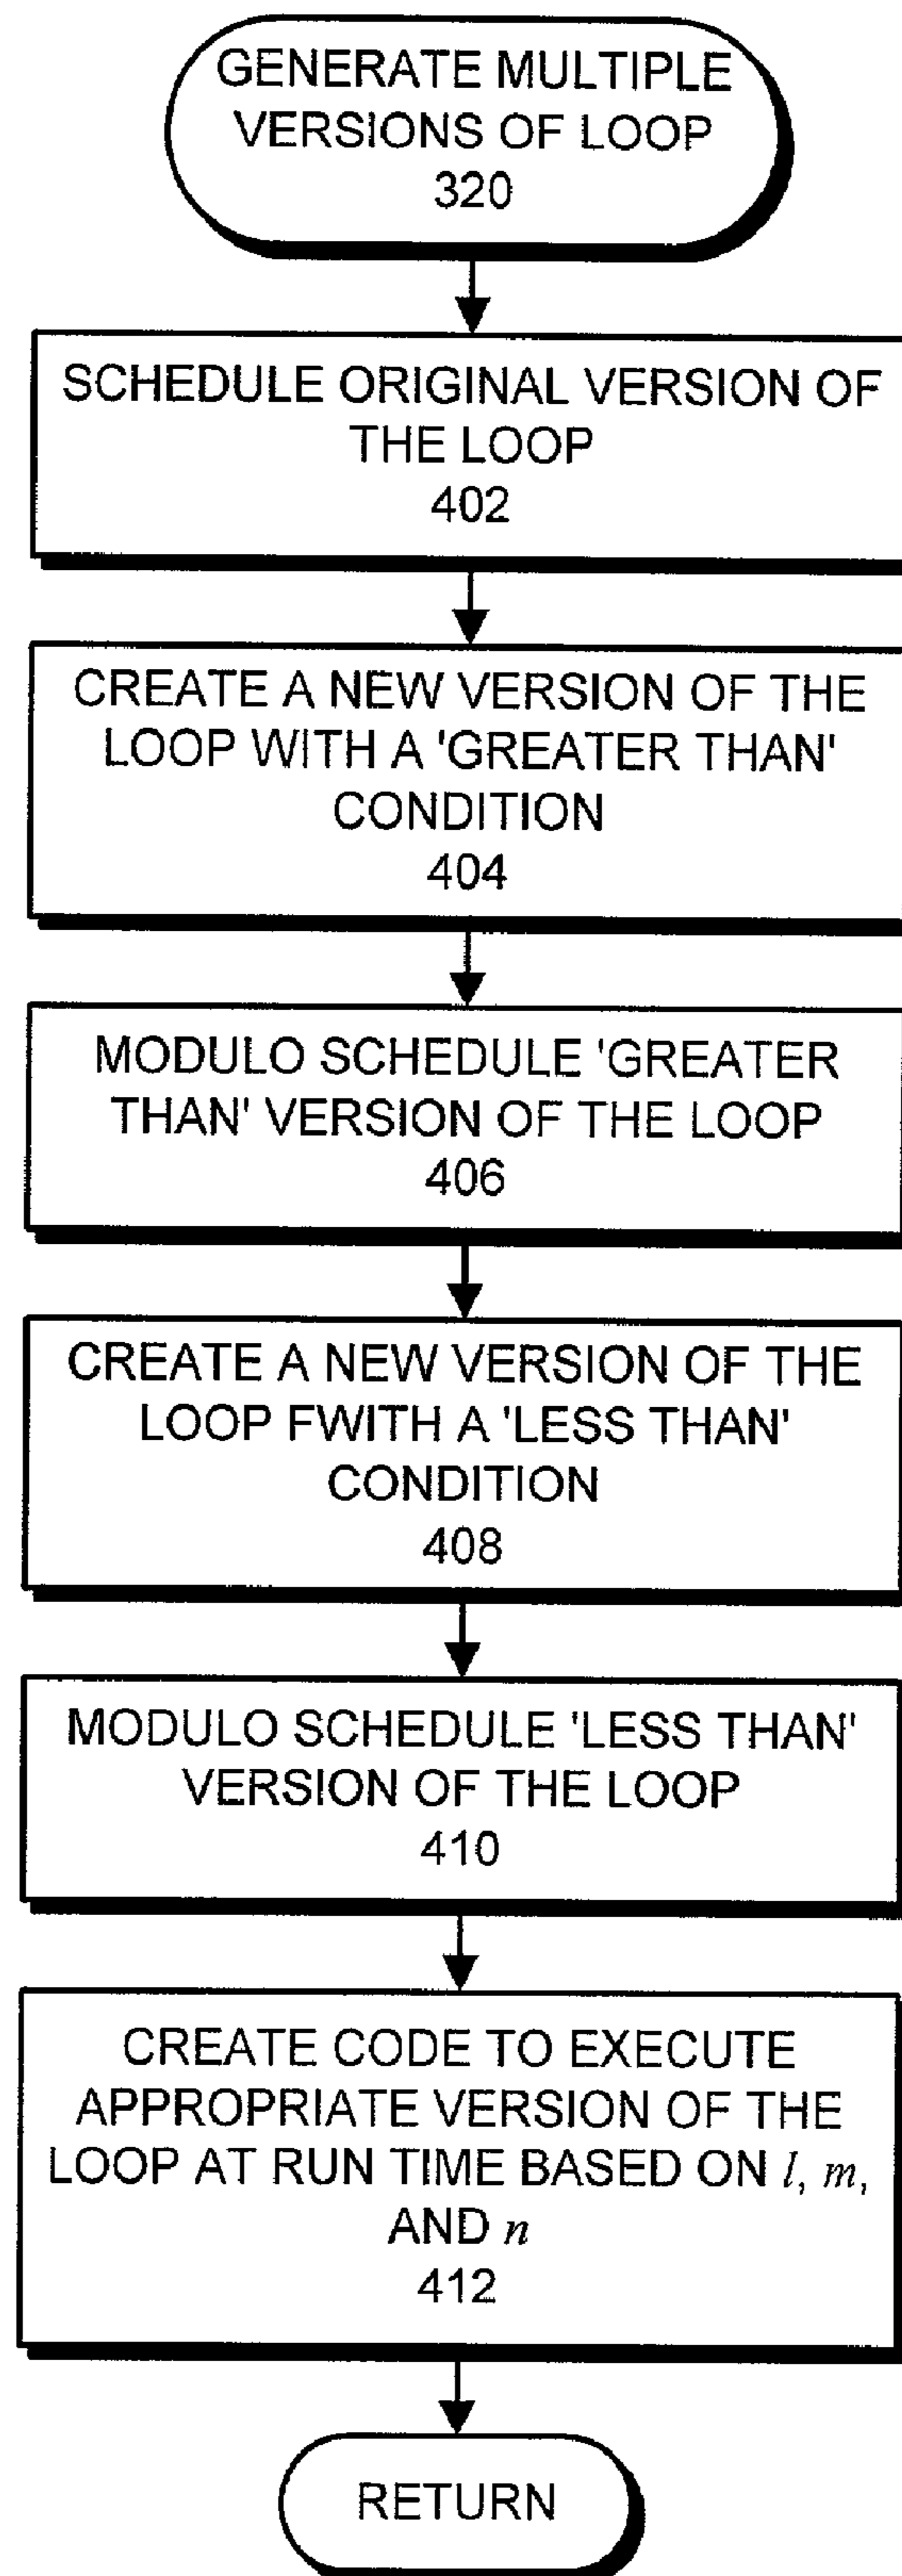 GENERATE MULTIPLE
VERSIONS OF LOOP
320
SCHEDULE ORIGINAL VERSION OF
THE LOOP
402
CREATE A NEW VERSION OF THE
LOOP WITH A 'GREATER THAN'
CONDITION
404
MODULO SCHEDULE 'GREATER
THAN' VERSION OF THE LOOP
406
CREATE A NEW VERSION OF THE
LOOP FWITH A 'LESS THAN'
CONDITION
408
MODULO SCHEDULE 'LESS THAN'
VERSION OF THE LOOP
410
CREATE CODE TO EXECUTE
APPROPRIATE VERSION OF THE
LOOP AT RUN TIME BASED ON l, m,
AND n
412
RETURN